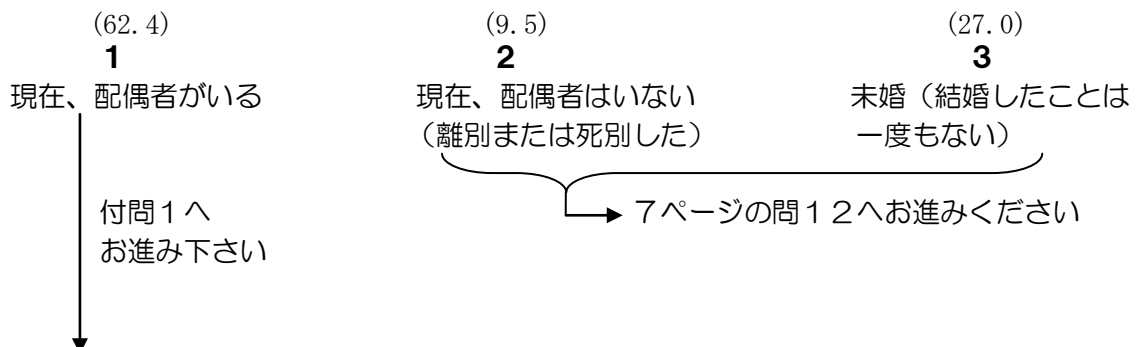 (62.4) (9.5) (27.0)
1 2 3
現在、配偶者がいる 現在、配偶者はいない 未婚（結婚したことは
（離別または死別した） 一度もない）
付問１へ 7ページの問１２へお進みください
お進み下さい